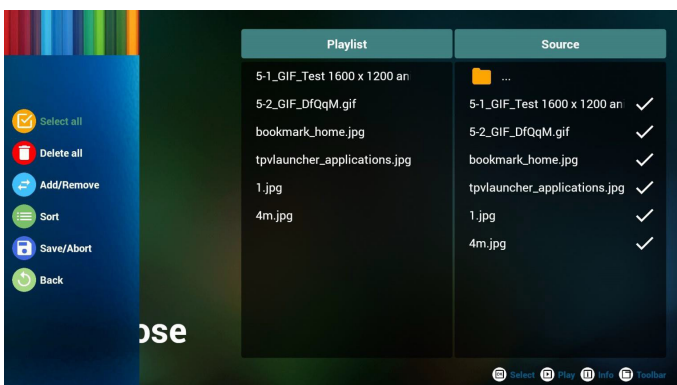 Select all
Delete all
Add/Remove
Sort
Save/Abort
Back
ose
Playlist
5-1_GIF_Test 1600 x 1200 an
5-2_GIF_DfQqM.gif
bookmark_home.jpg
tpvlauncher_applications.jpg
1.jpg
4m.jpg
Source
...
5-1_GIF_Test 1600 x 1200 an
5-2_GIF_DfQqM.gif
bookmark_home.jpg
tpvlauncher_applications.jpg
1.jpg
4m.jpg
Select Play Info Toolbar